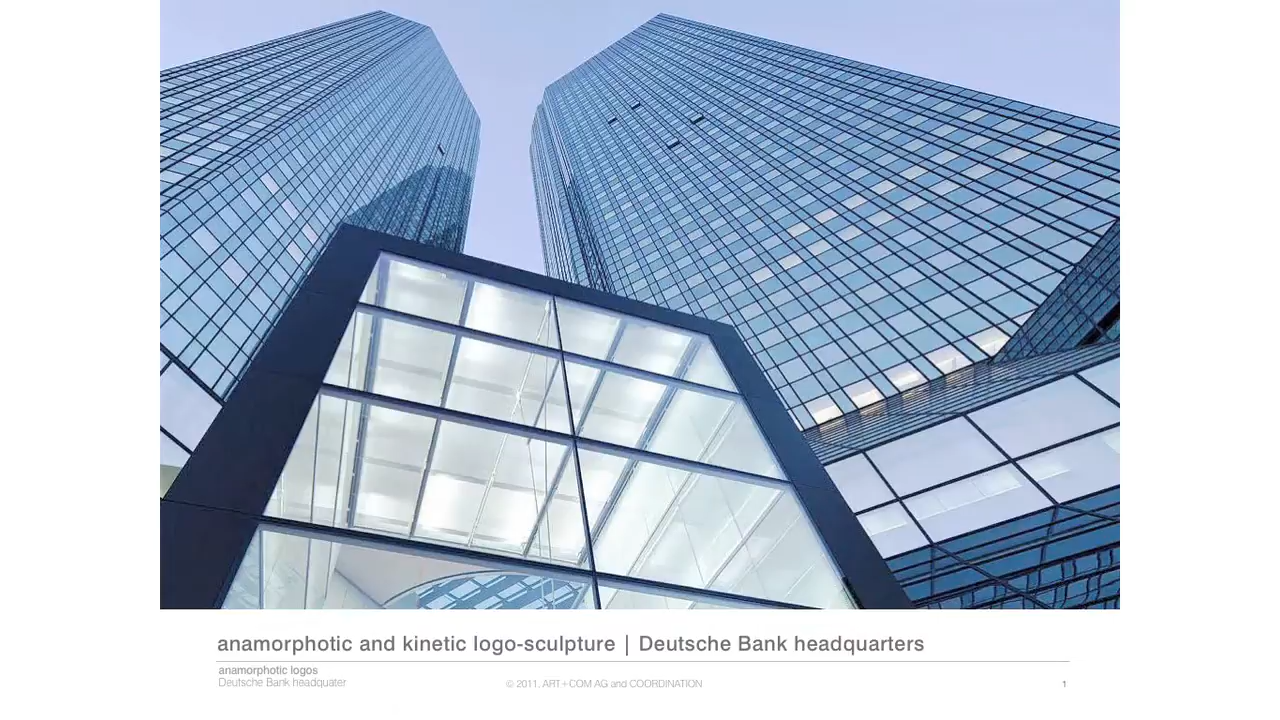 anamorphotic and kinetic logo-sculpture | Deutsche Bank headquarters
anamorphotic logos
Deutsche Bank headquater
© 2011. ART+COM AG and COORDINATION
1